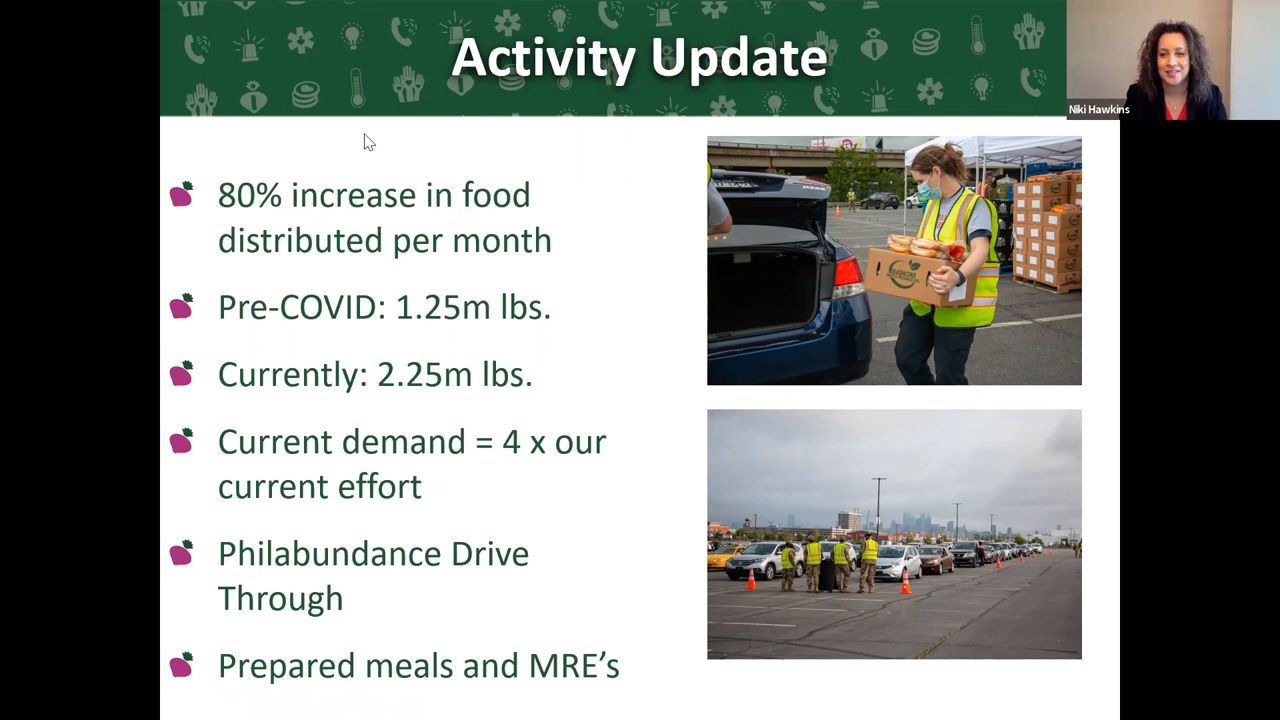 Activity Update
Niki Hawkins
80% increase in food
distributed per month
Pre-COVID: 1.25m lbs.
Currently: 2.25m lbs.
Current demand = 4 x our
current effort
Philabundance Drive
Through
Prepared meals and MRE’s